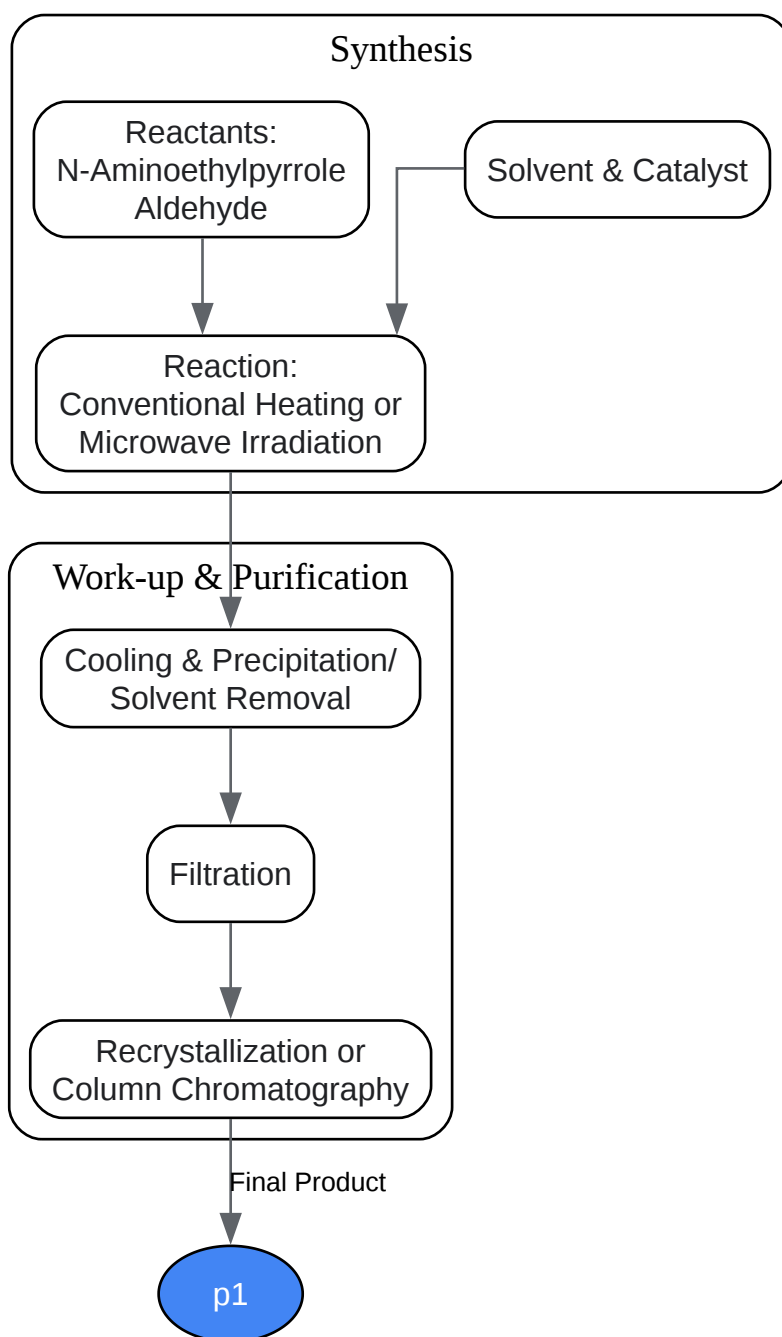 Synthesis
Reactants:
N-Aminoethylpyrrole
Aldehyde
Solvent & Catalyst
Reaction:
Conventional Heating or
Microwave Irradiation
Work-up & Purification
Cooling & Precipitation/
Solvent Removal
Filtration
Recrystallization or
Column Chromatography
Final Product
p1